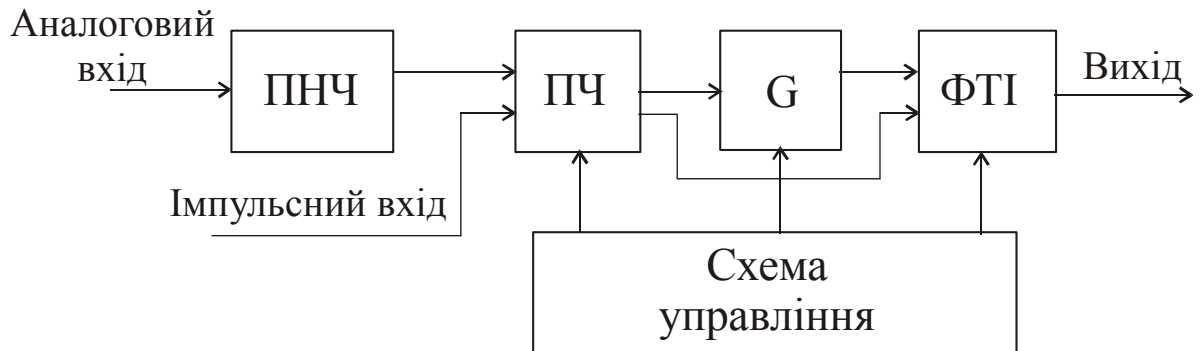 Аналоговий
вхід
ПНЧ
ПЧ
G
ФТІ
Вихід
Імпульсний вхід
Схема
управління